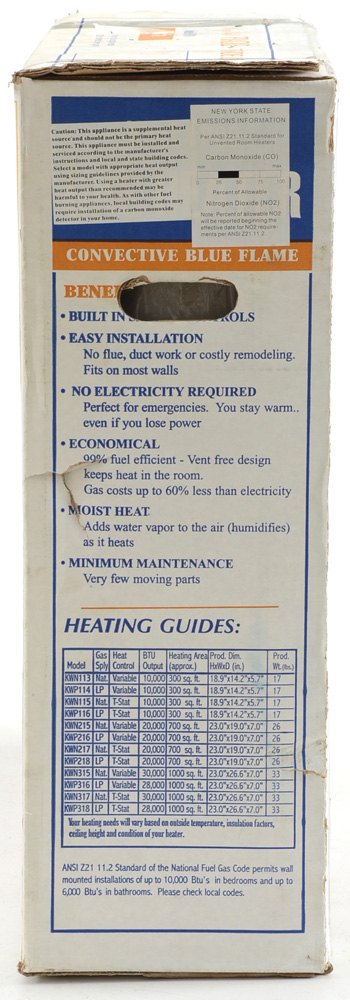 Caution: This appliance is a supplemental heat
source and should not be the primary heat
source. This appliance must be installed and
serviced according to the manufacturer's
instructions and local and state building codes.
Select a model with appropriate heat output
using sizing guidelines provided by the
manufacturer. Using a heater with greater
heat output than recommended may be
harmful to your health. As with other fuel
burning appliances, local building codes may
require installation of a carbon monoxide
detector in your home.
NEW YORK STATE
EMISSIONS INFORMATION
Per ANSI Z21.11.2 Standard for
Unvented Room Heaters
Carbon Monoxide (CO)
min max
0 25 50 75 100
Percent of Allowable
Nitrogen Dioxide (NO2)
Note: Percent of allowable NO2
will be reported beginning the
effective date for NO2 require-
ments per ANSI Z21.11.2
R
CONVECTIVE BLUE FLAME
BENE
• BUILT IN ROLS
• EASY INSTALLATION
No flue, duct work or costly remodeling.
Fits on most walls
• NO ELECTRICITY REQUIRED
Perfect for emergencies. You stay warm..
even if you lose power
• ECONOMICAL
99% fuel efficient - Vent free design
keeps heat in the room.
Gas costs up to 60% less than electricity
• MOIST HEAT
Adds water vapor to the air (humidifies)
as it heats
• MINIMUM MAINTENANCE
Very few moving parts
HEATING GUIDES:
Gas Heat BTU Heating Area Prod. Dim. Prod.
Model Sply Control Output (approx.) HxWxD (in.) Wt.(lbs.)
KWN113 Nat. Variable 10,000 300 sq. ft. 18.9"x14.2"x5.7" 17
KWP114 LP Variable 10,000 300 sq. ft. 18.9"x14.2"x5.7" 17
KWN115 Nat. T-Stat 10,000 300 sq. ft. 18.9"x14.2"x5.7" 17
KWP116 LP T-Stat 10,000 300 sq. ft. 18.9"x14.2"x5.7" 17
KWN215 Nat. Variable 20,000 700 sq. ft. 23.0"x19.0"x7.0" 26
KWP216 LP Variable 20,000 700 sq. ft. 23.0"x19.0"x7.0" 26
KWN217 Nat. T-Stat 20,000 700 sq. ft. 23.0"x19.0"x7.0" 26
KWP218 LP T-Stat 20,000 700 sq. ft. 23.0"x19.0"x7.0" 26
KWN315 Nat. Variable 30,000 1000 sq. ft. 23.0"x26.6"x7.0" 33
KWP316 LP Variable 28,000 1000 sq. ft. 23.0"x26.6"x7.0" 33
KWN317 Nat. T-Stat 30,000 1000 sq. ft. 23.0"x26.6"x7.0" 33
KWP318 LP T-Stat 28,000 1000 sq. ft. 23.0"x26.6"x7.0" 33
Your heating needs will vary based on outside temperature, insulation factors,
ceiling height and condition of your heater.
ANSI Z21 11.2 Standard of the National Fuel Gas Code permits wall
mounted installations of up to 10,000 Btu's in bedrooms and up to
6,000 Btu's in bathrooms. Please check local codes.